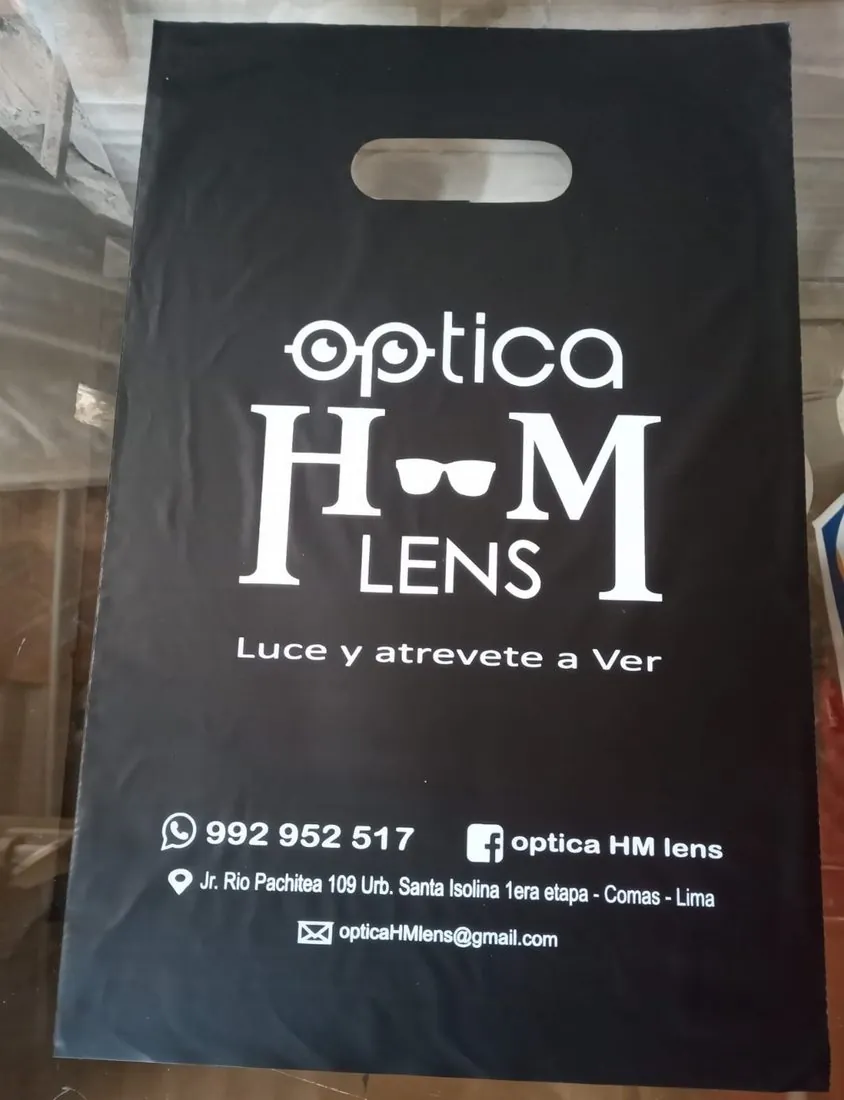 optica
H M
LENS
Luce y atrevete a Ver
992 952 517 optica HM lens
Jr. Rio Pachitea 109 Urb. Santa Isolina 1era etapa - Comas - Lima
opticaHMlens@gmail.com